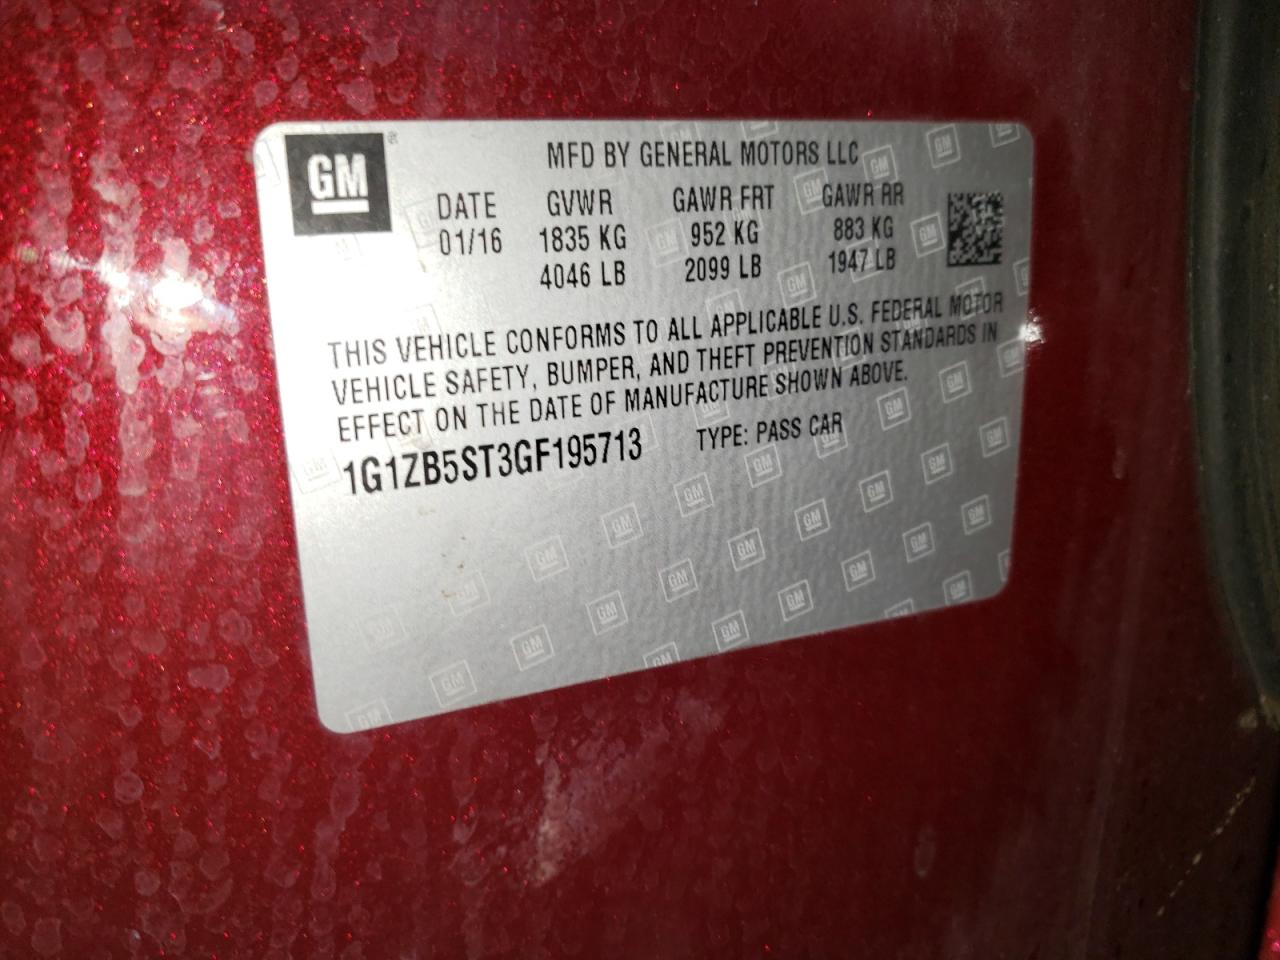 GM
MFD BY GENERAL MOTORS LLC
DATE GVWR GAWR FRT GAWR RR
01/16 1835 KG 952 KG 883 KG
4046 LB 2099 LB 1947 LB
THIS VEHICLE CONFORMS TO ALL APPLICABLE U.S. FEDERAL MOTOR
VEHICLE SAFETY, BUMPER, AND THEFT PREVENTION STANDARDS IN
EFFECT ON THE DATE OF MANUFACTURE SHOWN ABOVE.
1G1ZB5ST3GF195713 TYPE: PASS CAR